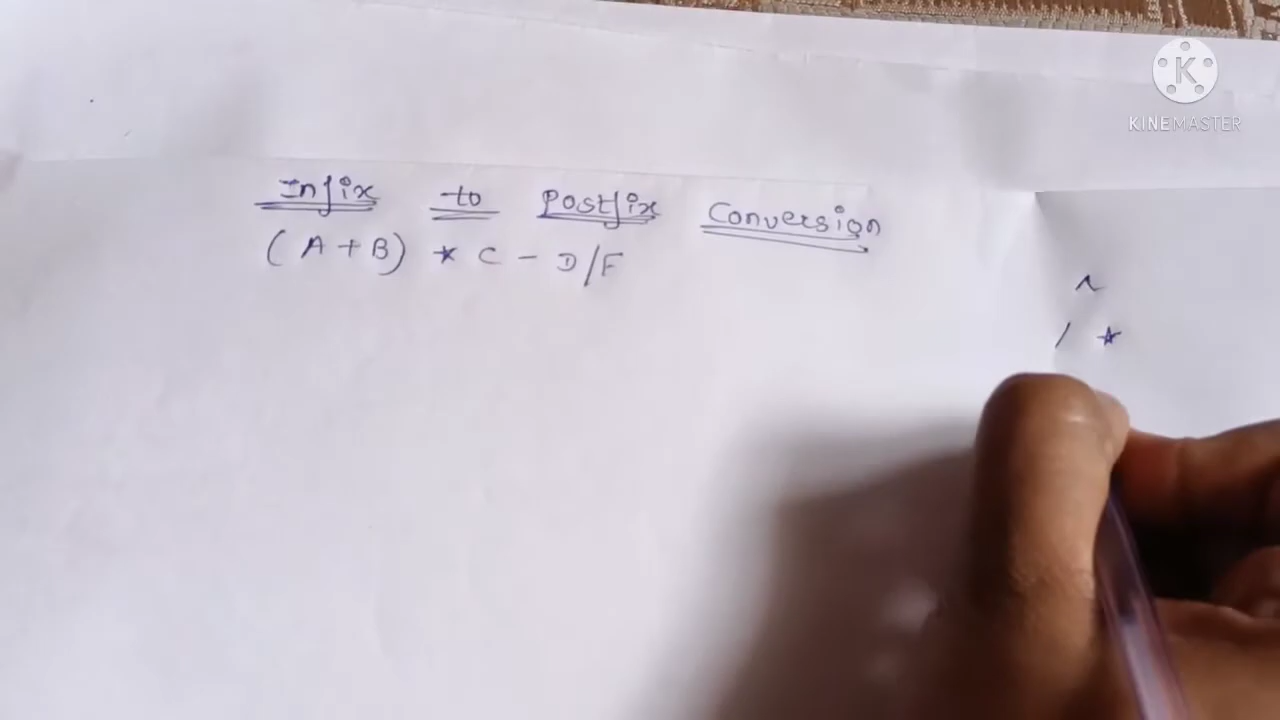 Infix to Postfix Conversion
(A+B) * C - D/F
^
/ *
K
KINEMASTER